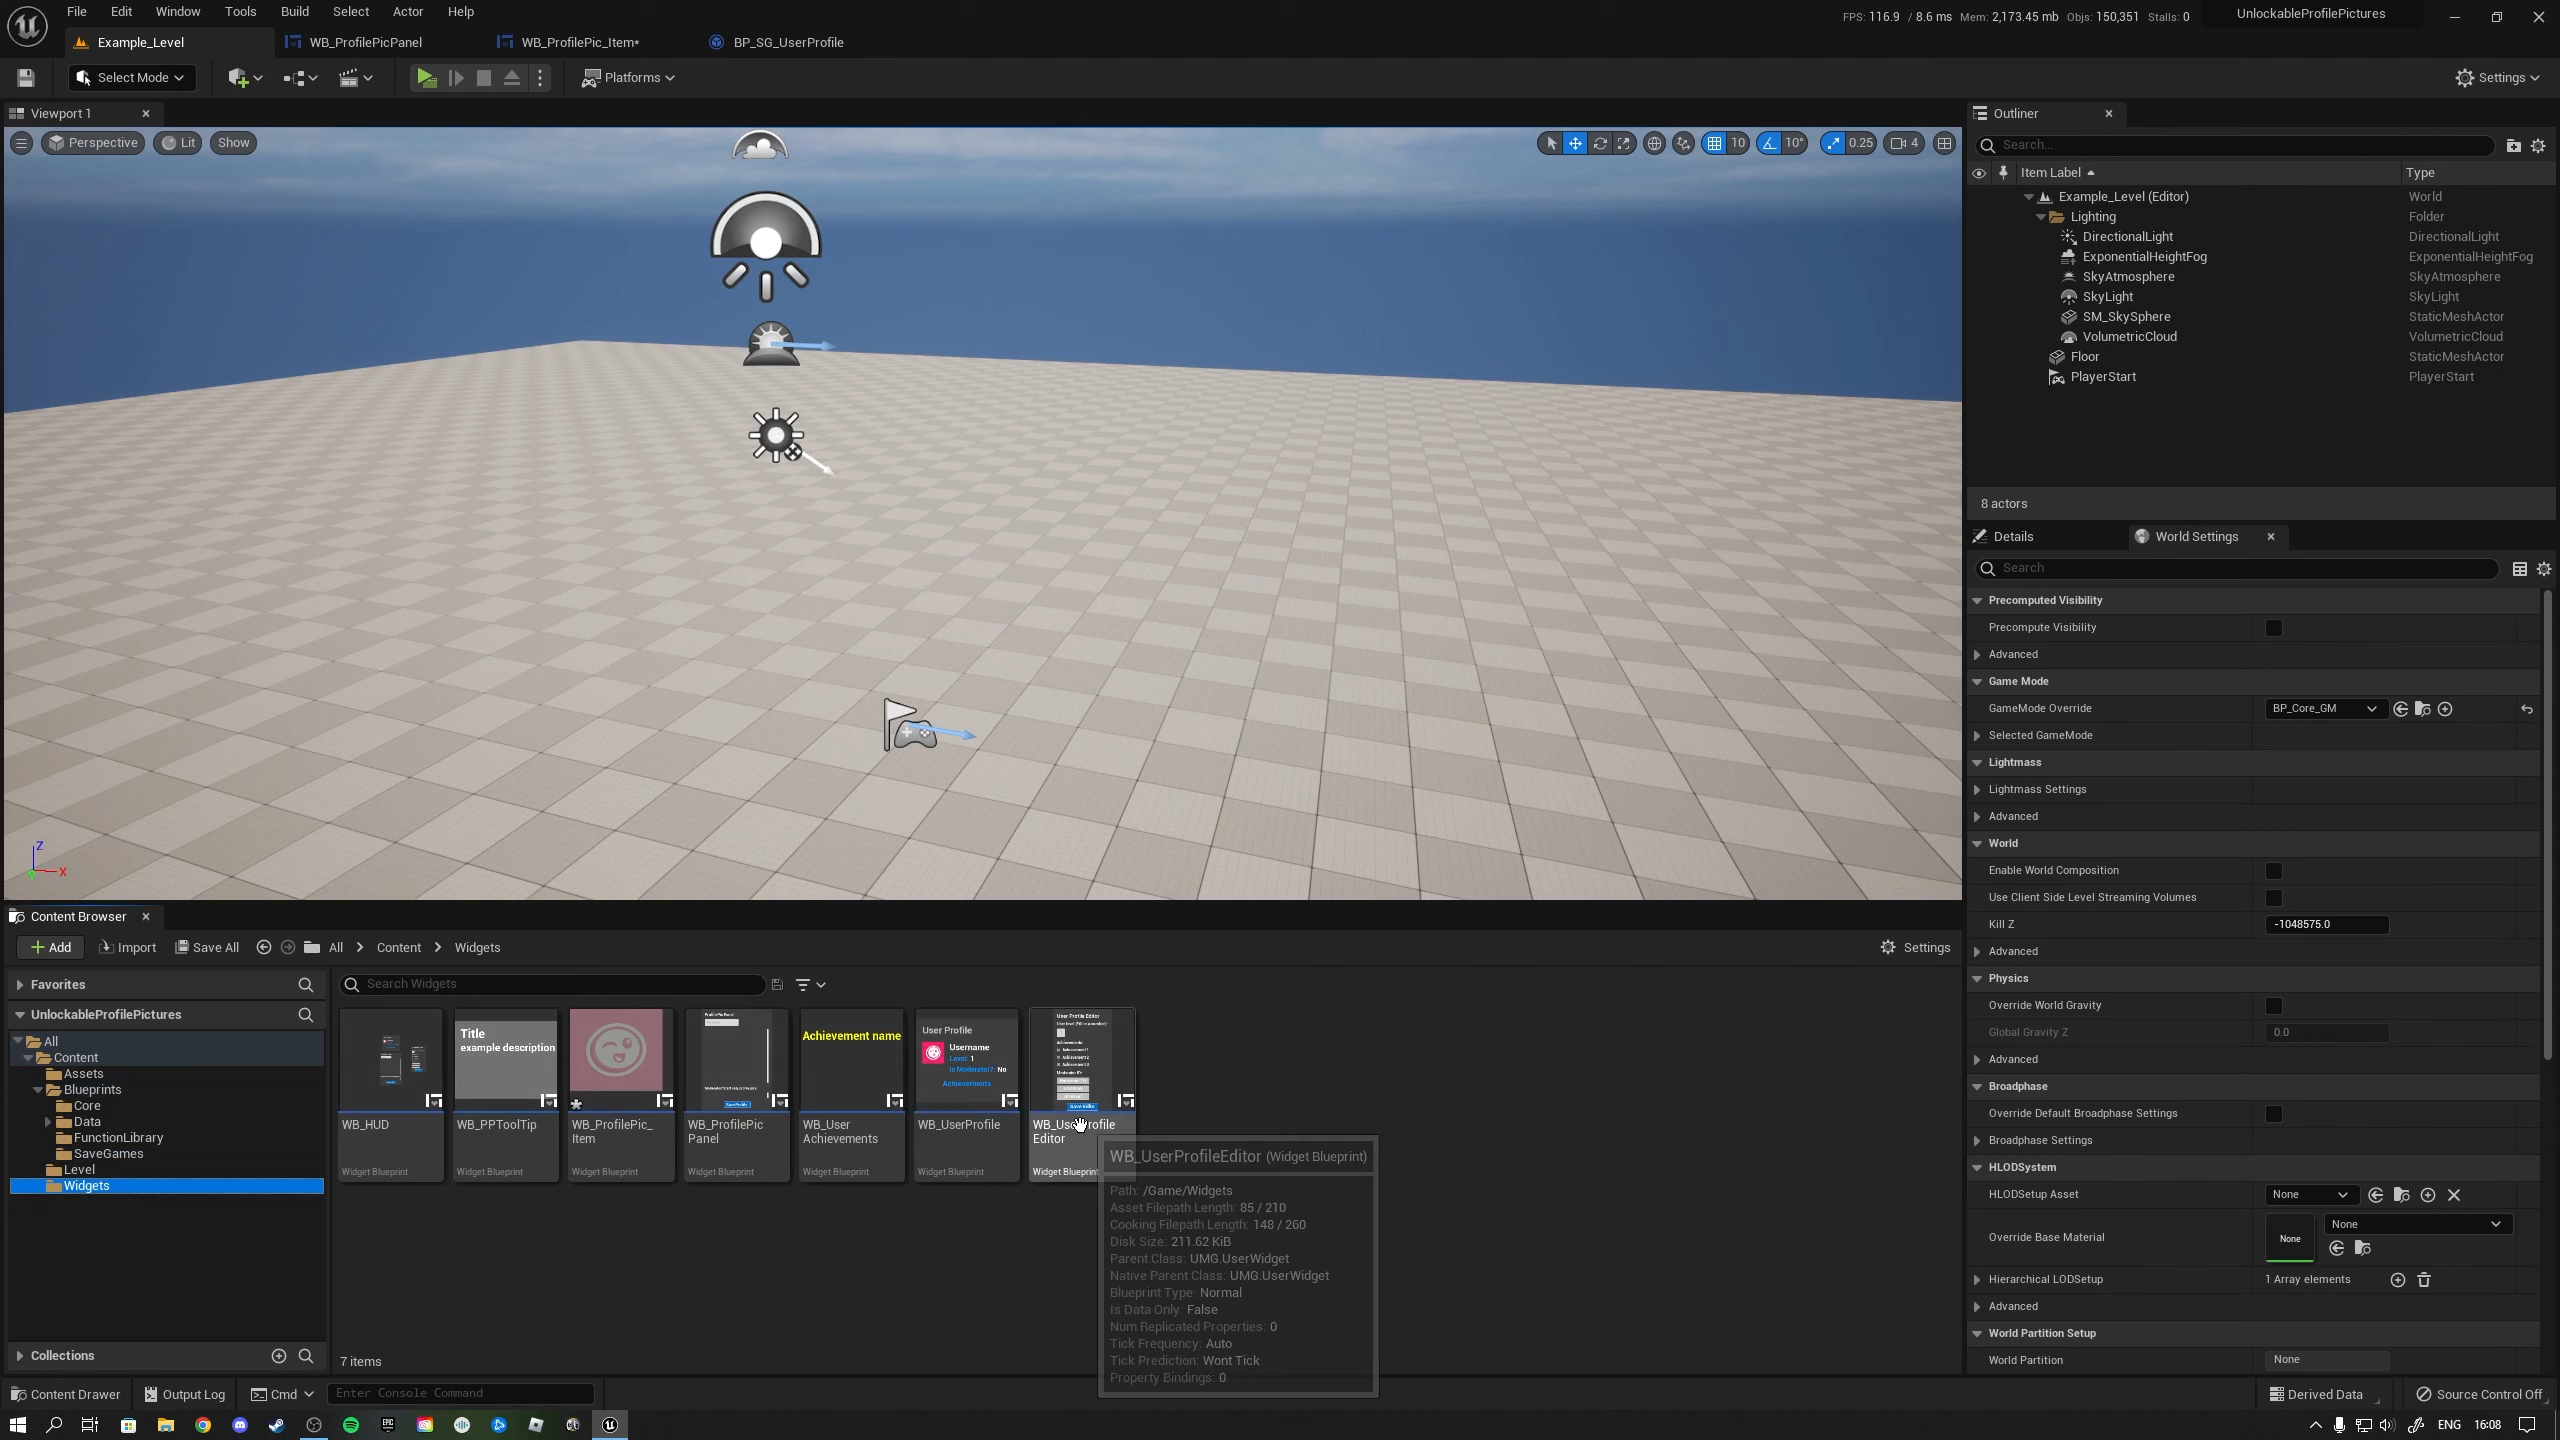 File Edit Window Tools Build Select Actor Help
FPS: 116.9 / 8.6 ms Mem: 2,173.45 mb Objs: 150,351 Stalls: 0
UnlockableProfilePictures
Example_Level
WB_ProfilePicPanel
WB_ProfilePic_Item*
BP_SG_UserProfile
Select Mode
Platforms
Settings
Viewport 1
Perspective
Lit
Show
10
10°
0.25
4
Outliner
Search...
Item Label
Type
Example_Level (Editor) World
Lighting Folder
DirectionalLight DirectionalLight
ExponentialHeightFog ExponentialHeightFog
SkyAtmosphere SkyAtmosphere
SkyLight SkyLight
SM_SkySphere StaticMeshActor
VolumetricCloud VolumetricCloud
Floor StaticMeshActor
PlayerStart PlayerStart
8 actors
Details
World Settings
Search
Precomputed Visibility
Precompute Visibility
Advanced
Game Mode
GameMode Override BP_Core_GM
Selected GameMode
Lightmass
Lightmass Settings
Advanced
World
Enable World Composition
Use Client Side Level Streaming Volumes
Kill Z -1048575.0
Advanced
Physics
Override World Gravity
Global Gravity Z 0.0
Advanced
Broadphase
Override Default Broadphase Settings
Broadphase Settings
HLODSystem
HLODSetup Asset None
Override Base Material None None
Hierarchical LODSetup 1 Array elements
Advanced
World Partition Setup
World Partition None
Z
X
Content Browser
Add
Import
Save All
All
Content
Widgets
Settings
Favorites
UnlockableProfilePictures
All
Content
Assets
Blueprints
Core
Data
FunctionLibrary
SaveGames
Level
Widgets
Collections
Search Widgets
Title
example description
Achievement name
User Profile
Username
Level: 1
Is Moderator?: No
Achievements
User Profile Editor
WB_HUD
Widget Blueprint
WB_PPToolTip
Widget Blueprint
WB_ProfilePic_
Item
Widget Blueprint
WB_ProfilePic
Panel
Widget Blueprint
WB_User
Achievements
Widget Blueprint
WB_UserProfile
Widget Blueprint
WB_UserProfile
Editor
Widget Blueprint
WB_UserProfileEditor (Widget Blueprint)
Path: /Game/Widgets
Asset Filepath Length: 85 / 210
Cooking Filepath Length: 148 / 260
Disk Size: 211.62 KiB
Parent Class: UMG.UserWidget
Native Parent Class: UMG.UserWidget
Blueprint Type: Normal
Is Data Only: False
Num Replicated Properties: 0
Tick Frequency: Auto
Tick Prediction: Wont Tick
Property Bindings: 0
7 items
Content Drawer
Output Log
Cmd
Enter Console Command
Derived Data
Source Control Off
ENG
16:08